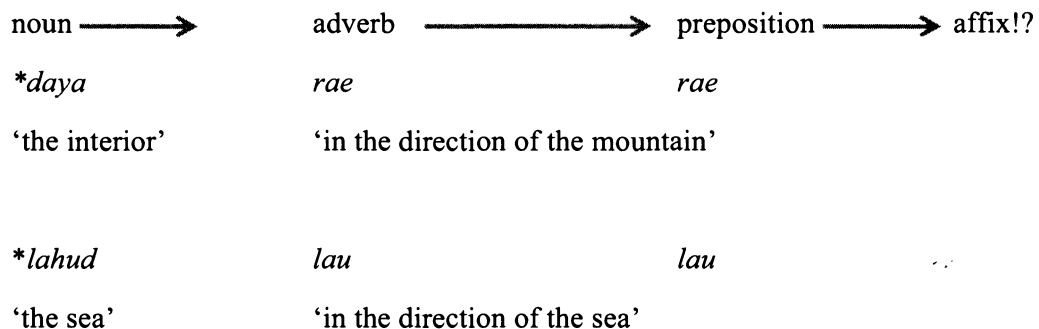 noun ⟶ adverb ⟶ preposition ⟶ affix!?
*daya rae rae
‘the interior’ ‘in the direction of the mountain’
*lahud lau lau
‘the sea’ ‘in the direction of the sea’